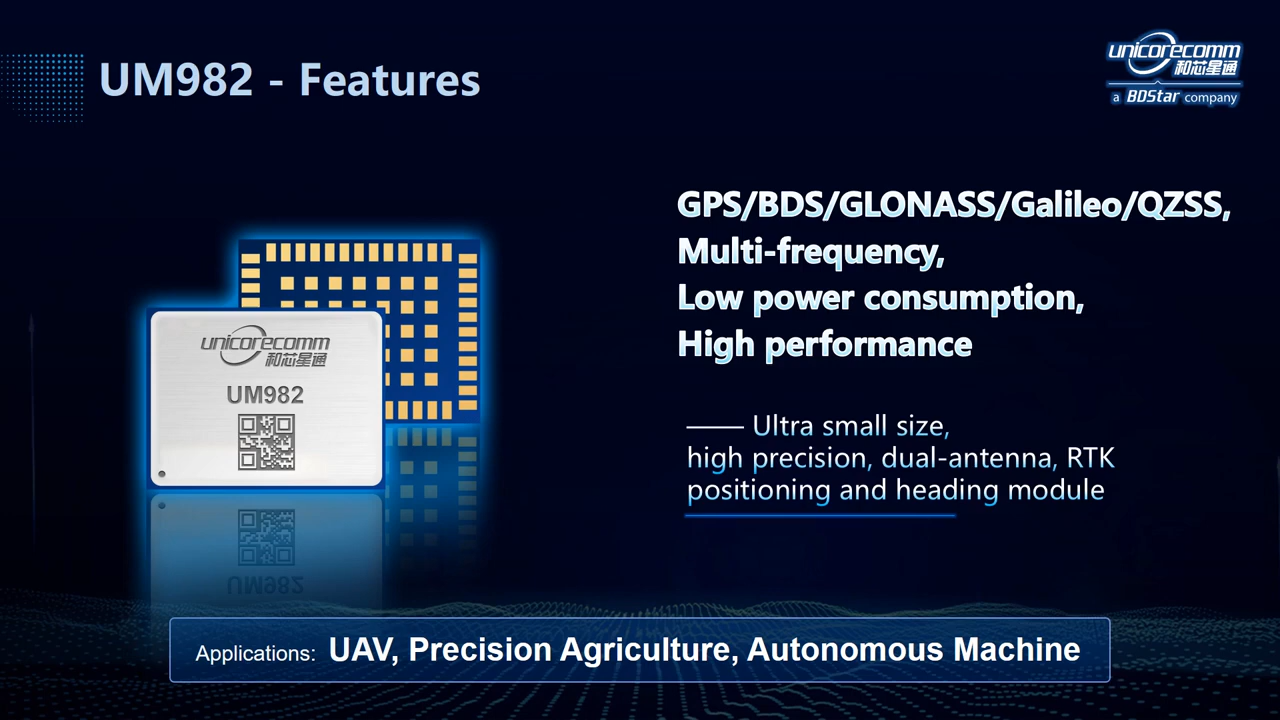 UM982 - Features
unicorecomm
和芯星通
a BDStar company
GPS/BDS/GLONASS/Galileo/QZSS,
Multi-frequency,
Low power consumption,
High performance
unicorecomm
和芯星通
UM982
—— Ultra small size,
high precision, dual-antenna, RTK
positioning and heading module
UM982
Applications: UAV, Precision Agriculture, Autonomous Machine